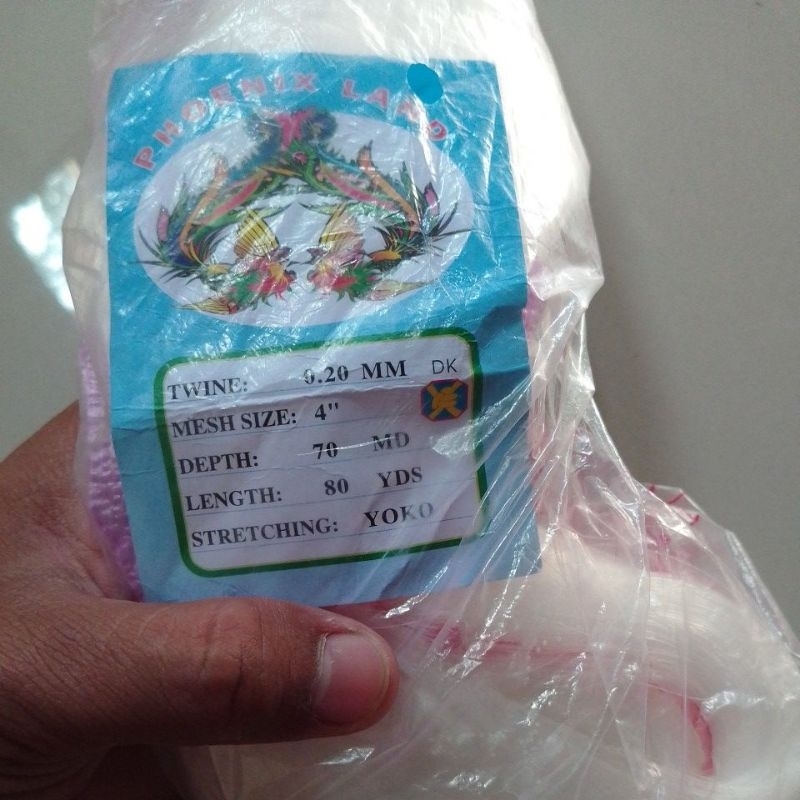 PHOENIX LAND
TWINE: 0.20 MM DK
MESH SIZE: 4"
DEPTH: 70 MD
LENGTH: 80 YDS
STRETCHING: YOKO